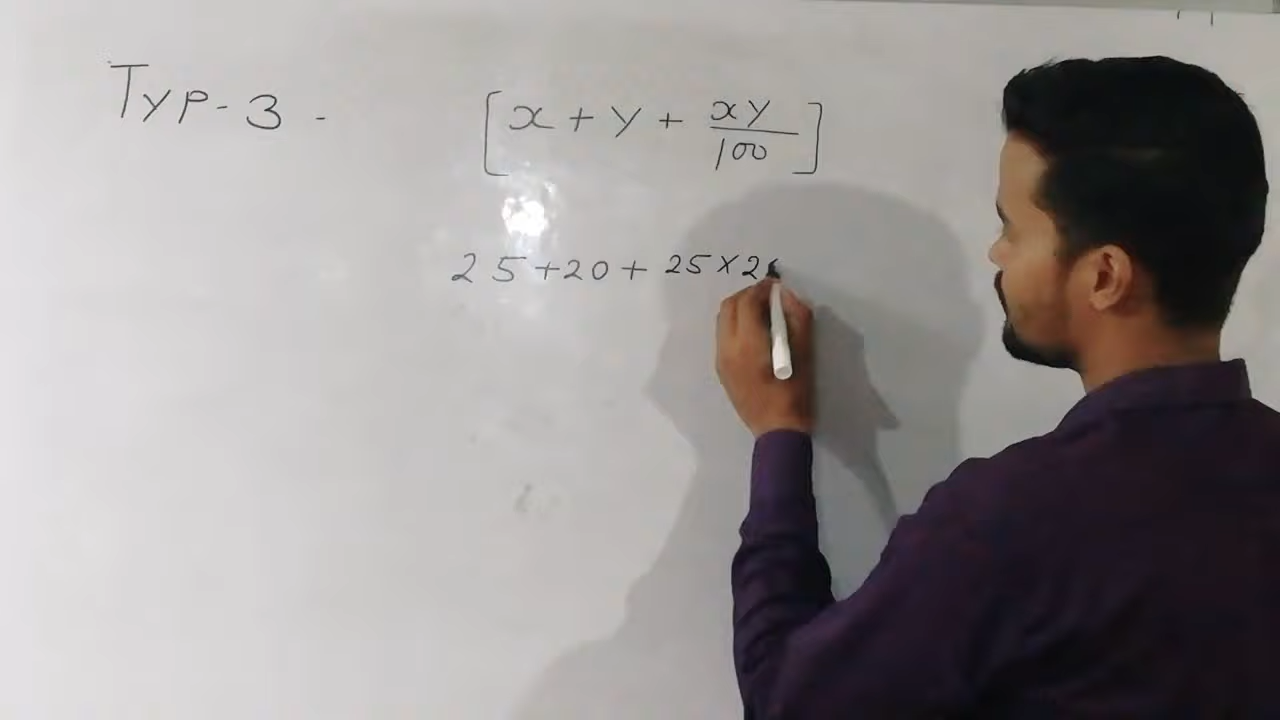 Typ-3 - [x + y + xy/100]
25+20+ 25×2